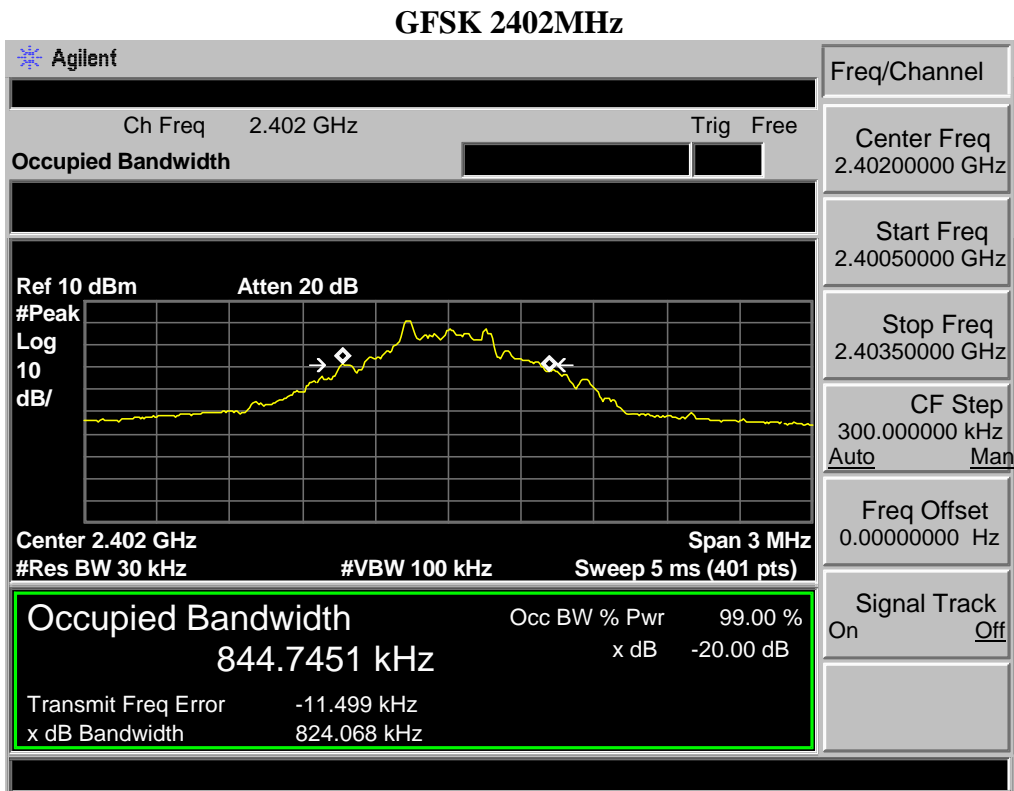 GFSK 2402MHz
Agilent
Freq/Channel
Ch Freq 2.402 GHz Trig Free
Occupied Bandwidth
Center Freq
2.40200000 GHz
Start Freq
2.40050000 GHz
Stop Freq
2.40350000 GHz
CF Step
300.000000 kHz
Auto Man
Freq Offset
0.00000000 Hz
Signal Track
On Off
Ref 10 dBm Atten 20 dB
#Peak
Log
10
dB/
Center 2.402 GHz Span 3 MHz
#Res BW 30 kHz #VBW 100 kHz Sweep 5 ms (401 pts)
Occupied Bandwidth Occ BW % Pwr 99.00 %
844.7451 kHz x dB -20.00 dB
Transmit Freq Error -11.499 kHz
x dB Bandwidth 824.068 kHz